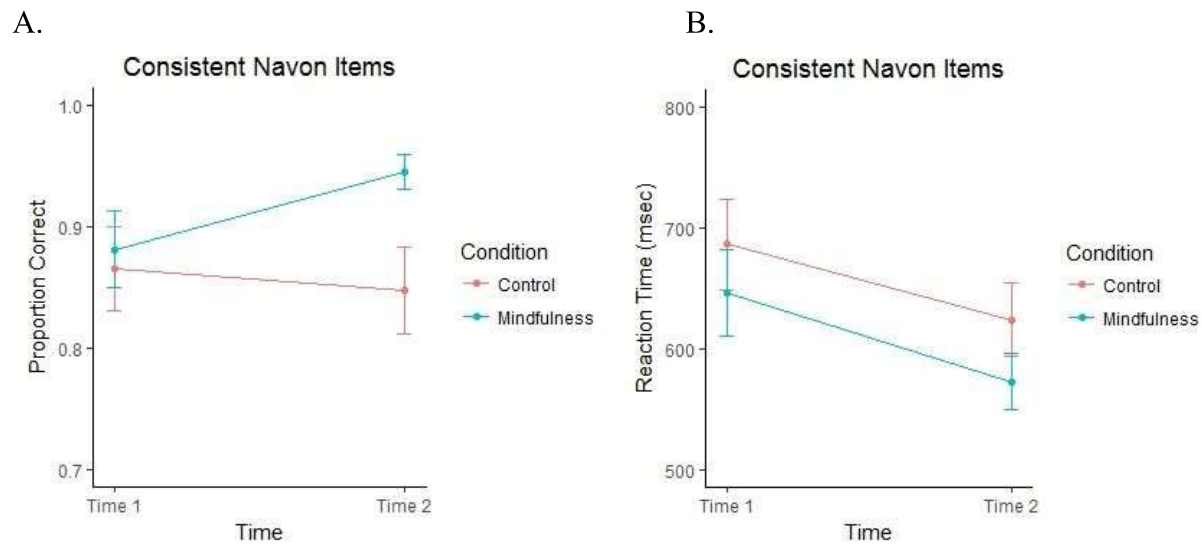 A.
Consistent Navon Items
1.0
0.9
0.8
0.7
Proportion Correct
Time 1
Time 2
Time
Condition
Control
Mindfulness
B.
Consistent Navon Items
800
700
600
500
Reaction Time (msec)
Time 1
Time 2
Time
Condition
Control
Mindfulness